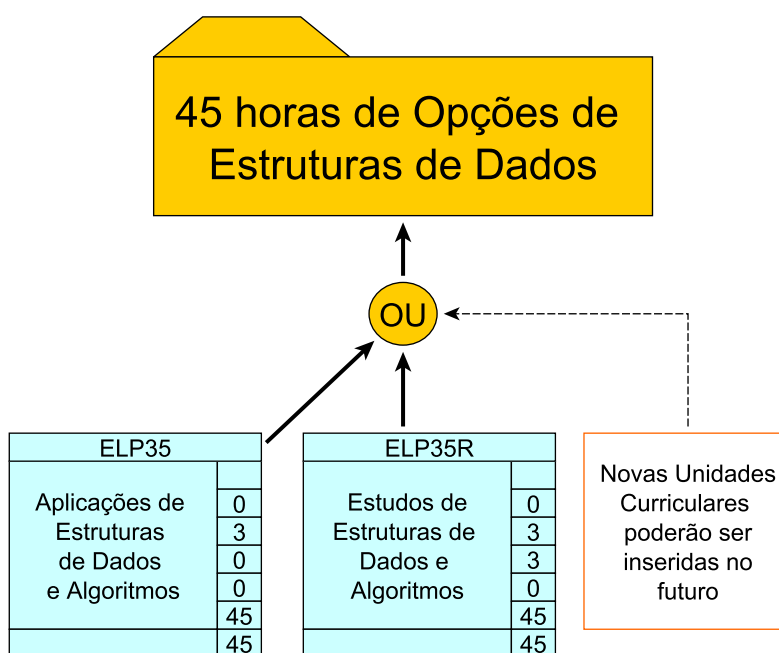 45 horas de Opções de
Estruturas de Dados
OU
ELP35
Aplicações de
Estruturas
de Dados
e Algoritmos
0
3
0
0
45
45
ELP35R
Estudos de
Estruturas de
Dados e
Algoritmos
0
3
3
0
45
45
Novas Unidades
Curriculares
poderão ser
inseridas no
futuro